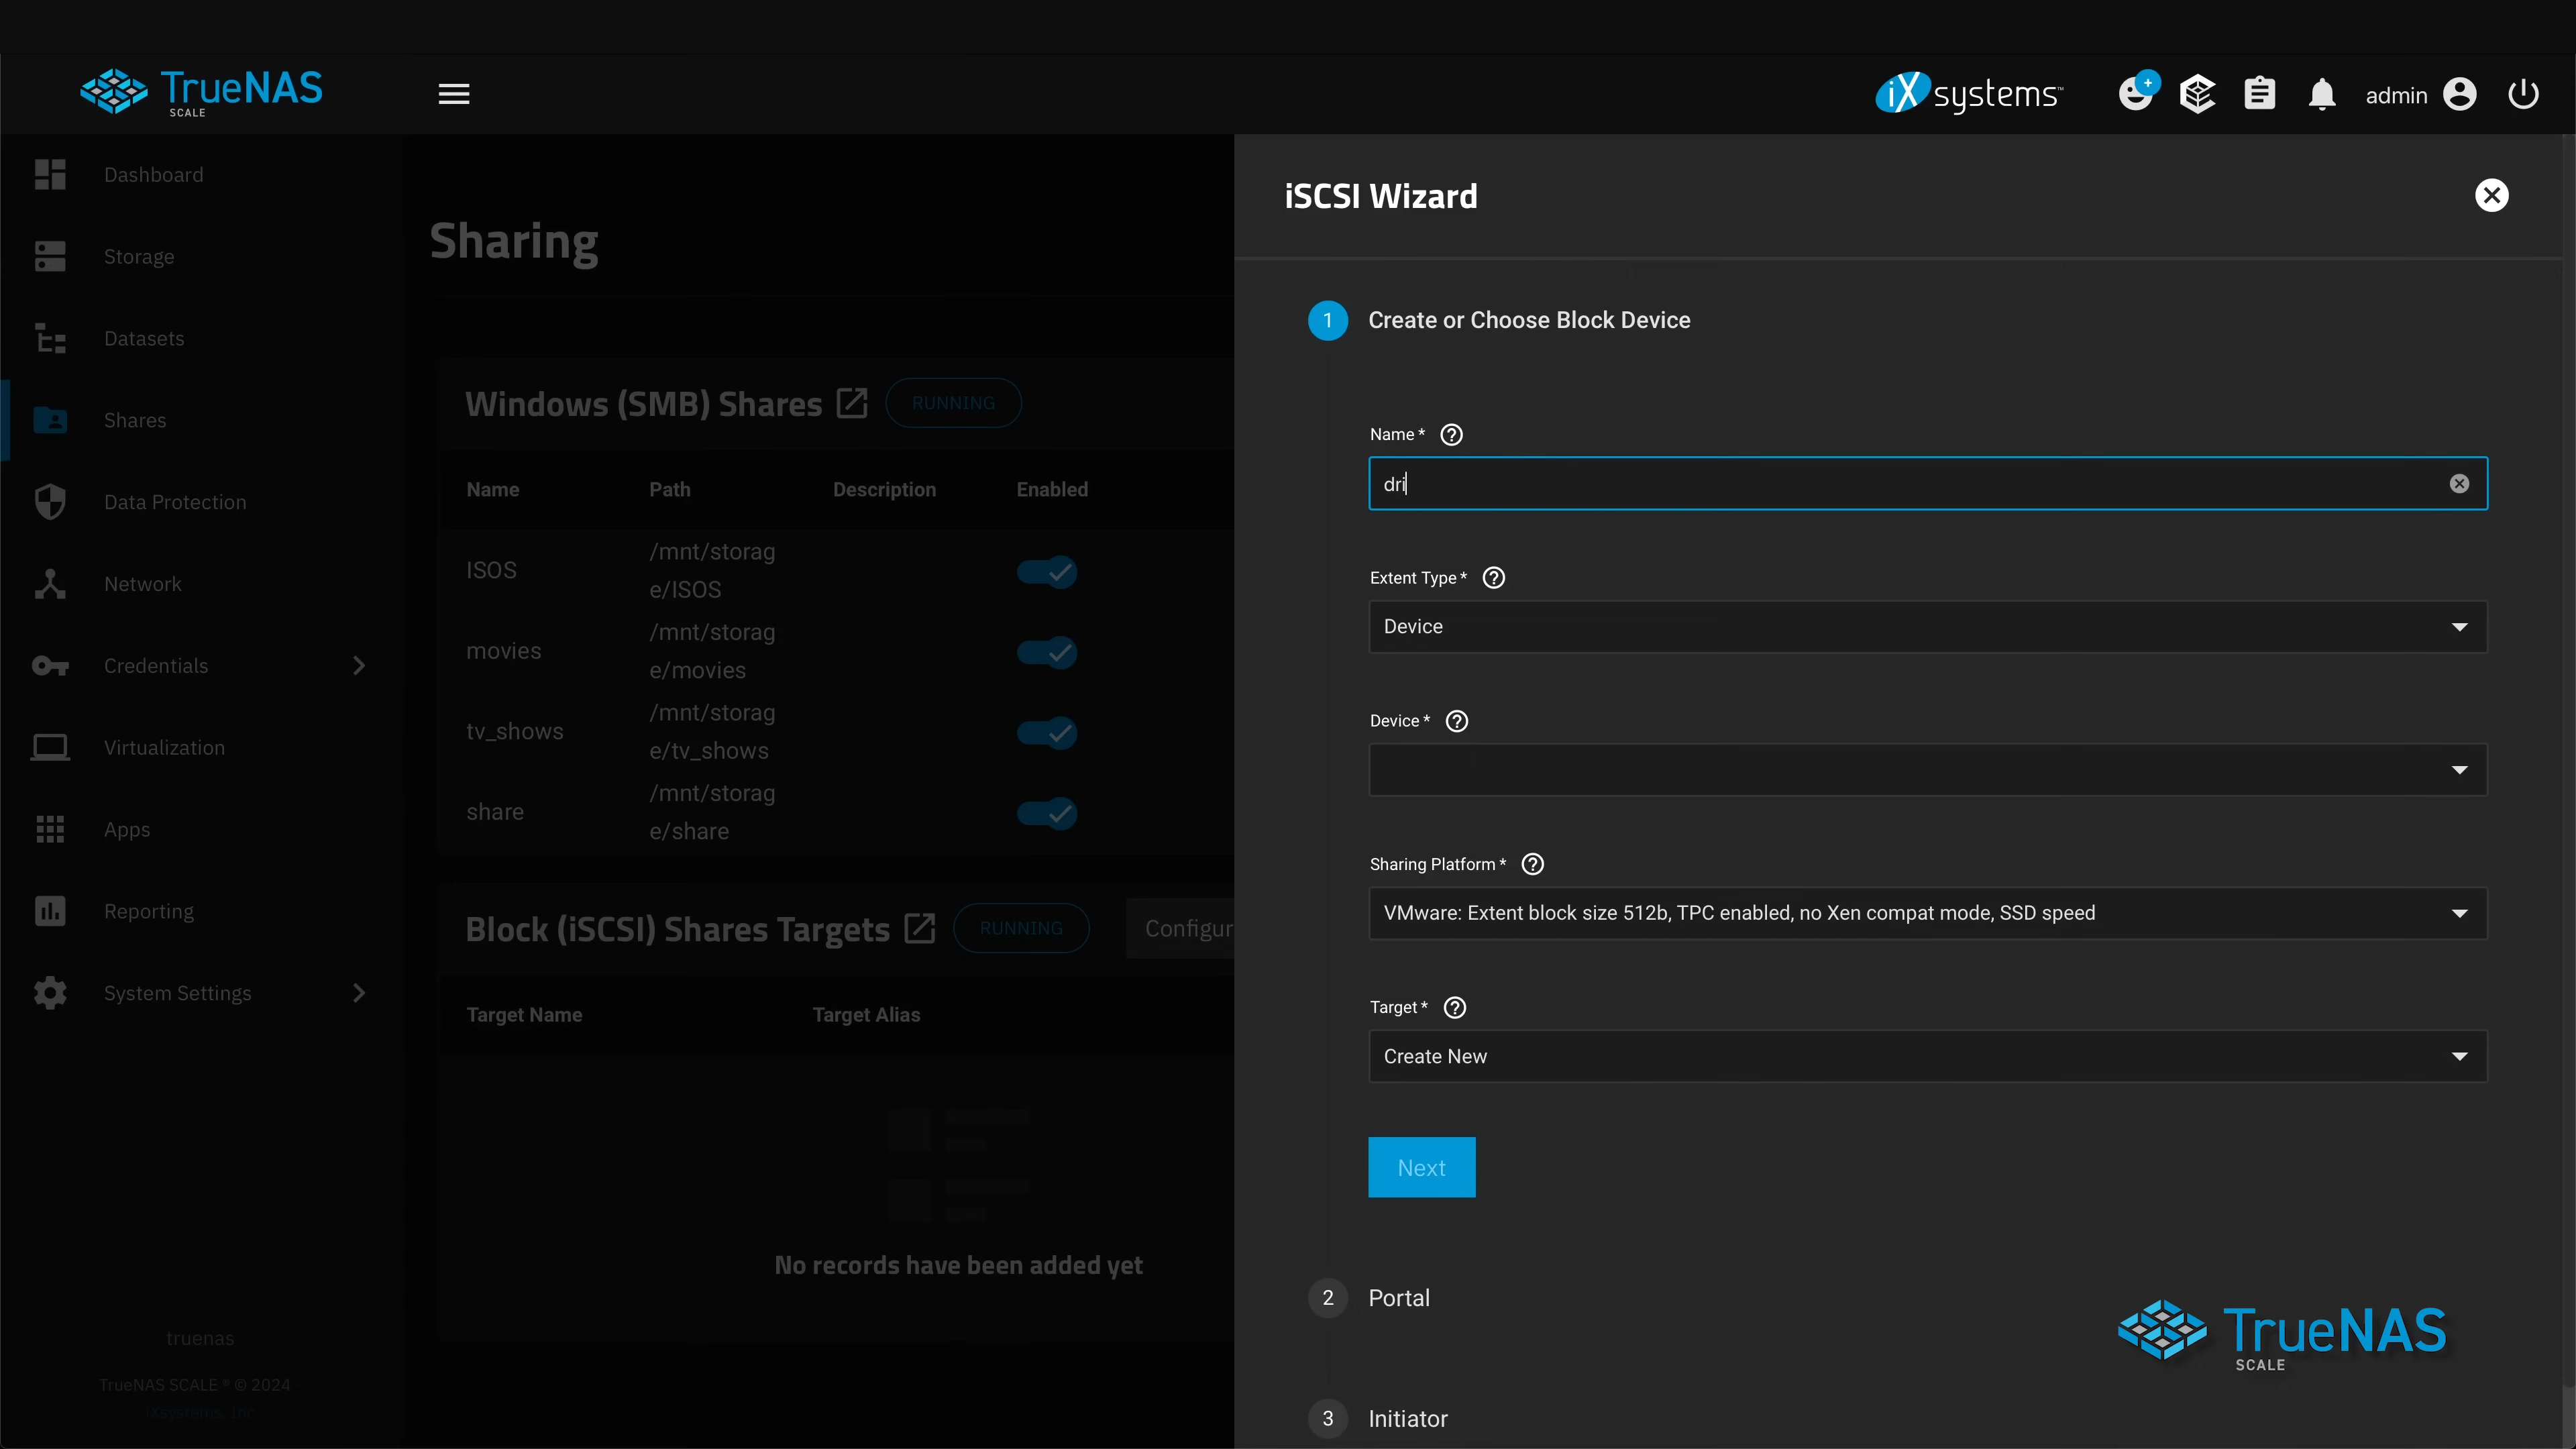 TrueNAS
SCALE
iXsystems™
admin
Dashboard
Storage
Datasets
Shares
Data Protection
Network
Credentials
Virtualization
Apps
Reporting
System Settings
truenas
TrueNAS SCALE ® © 2024
iXsystems, Inc
Sharing
Windows (SMB) Shares
RUNNING
Name Path Description Enabled
ISOS
/mnt/storag
e/ISOS
movies
/mnt/storag
e/movies
tv_shows
/mnt/storag
e/tv_shows
share
/mnt/storag
e/share
Block (iSCSI) Shares Targets
RUNNING
Configur
Target Name Target Alias
No records have been added yet
iSCSI Wizard
1 Create or Choose Block Device
Name *
dri
Extent Type *
Device
Device *
Sharing Platform *
VMware: Extent block size 512b, TPC enabled, no Xen compat mode, SSD speed
Target *
Create New
Next
2 Portal
3 Initiator
TrueNAS
SCALE